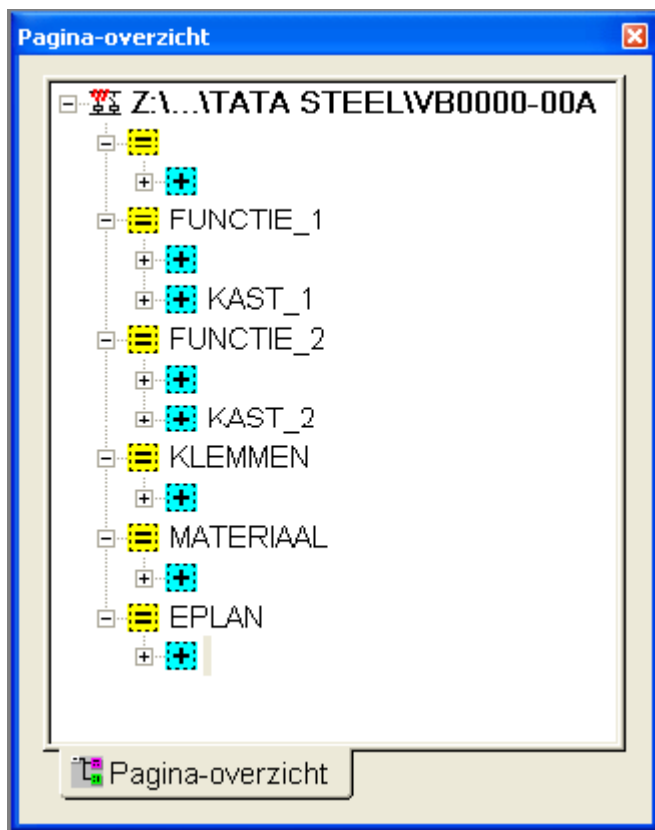 Pagina-overzicht
Z:\...\TATA STEEL\VB0000-00A
FUNCTIE_1
KAST_1
FUNCTIE_2
KAST_2
KLEMMEN
MATERIAAL
EPLAN
Pagina-overzicht